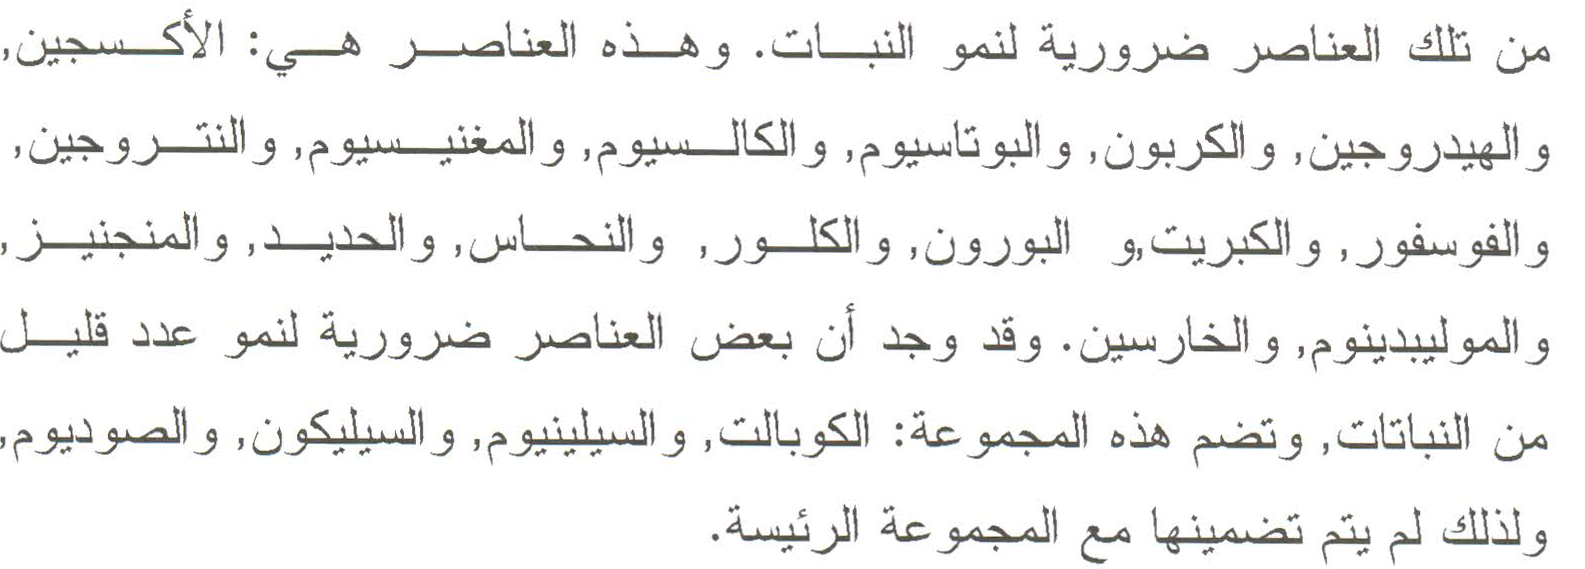 من تلك العناصر ضرورية لنمو النبات. وهذه العناصر هي: الأكسجين,
والهيدروجين, والكربون, والبوتاسيوم, والكالسيوم, والمغنيسيوم, والنتروجين,
والفوسفور, والكبريت,و البورون, والكلور, والنحاس, والحديد, والمنجنيز,
والموليبدينوم, والخارسين. وقد وجد أن بعض العناصر ضرورية لنمو عدد قليل
من النباتات, وتضم هذه المجموعة: الكوبالت, والسيلينيوم, والسيليكون, والصوديوم,
ولذلك لم يتم تضمينها مع المجموعة الرئيسة.